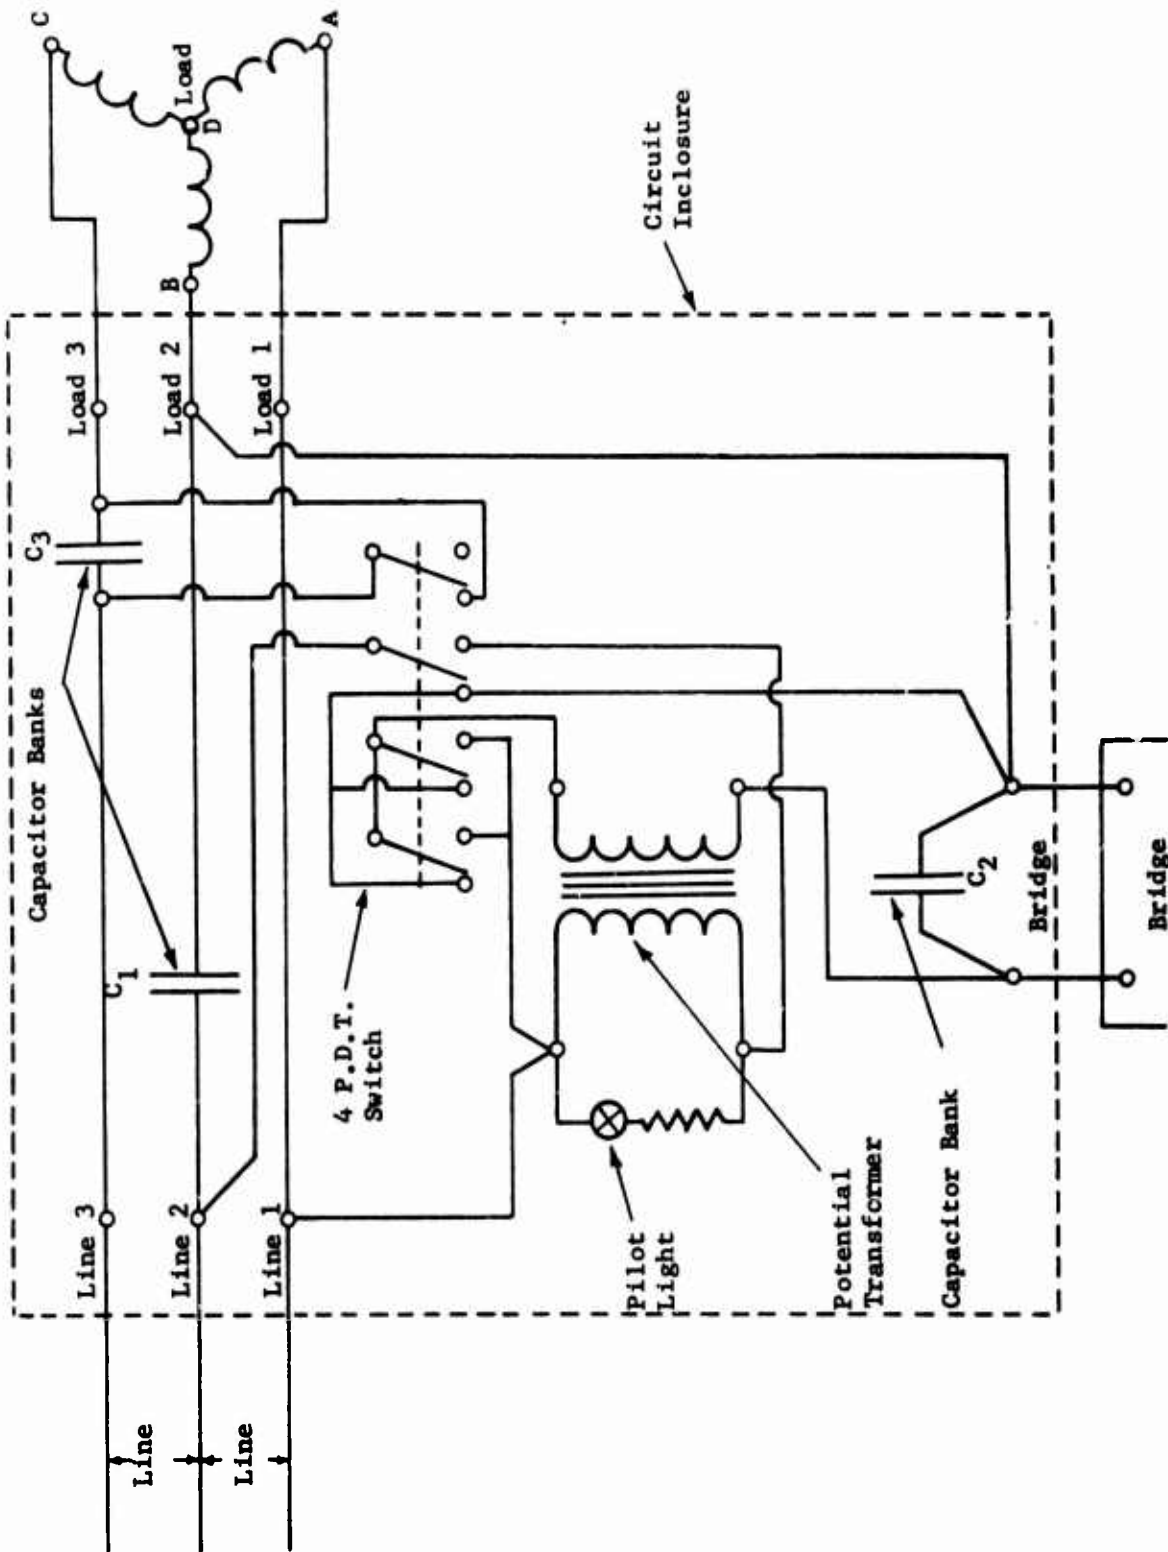 C
Load
D
A
B
Circuit
Inclosure
Load 3
Load 2
Load 1
C3
Capacitor Banks
C1
4 P.D.T.
Switch
C2
Bridge
Bridge
Line 3
Line 2
Line 1
Pilot
Light
Potential
Transformer
Capacitor Bank
Line
Line